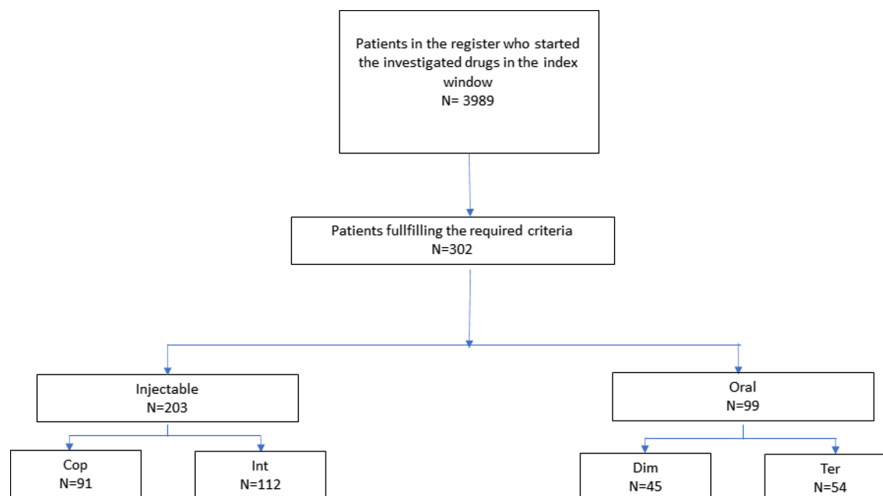 Patients in the register who started
the investigated drugs in the index
window
N= 3989
Patients fullfilling the required criteria
N=302
Injectable
N=203
Oral
N=99
Cop
N=91
Int
N=112
Dim
N=45
Ter
N=54